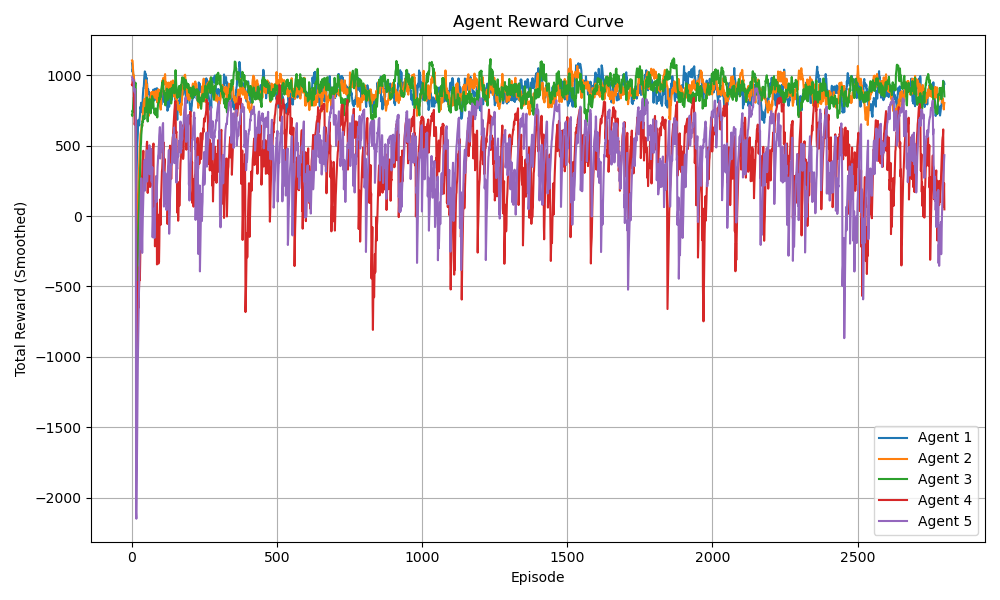 Agent Reward Curve
Total Reward (Smoothed)
1000
500
0
−500
−1000
−1500
−2000
0 500 1000 1500 2000 2500
Episode
Agent 1
Agent 2
Agent 3
Agent 4
Agent 5